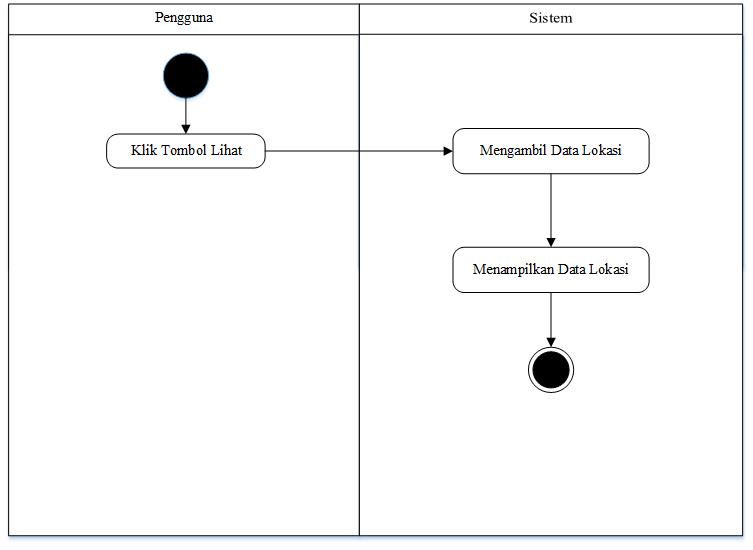 Pengguna
Sistem
Klik Tombol Lihat
Mengambil Data Lokasi
Menampilkan Data Lokasi